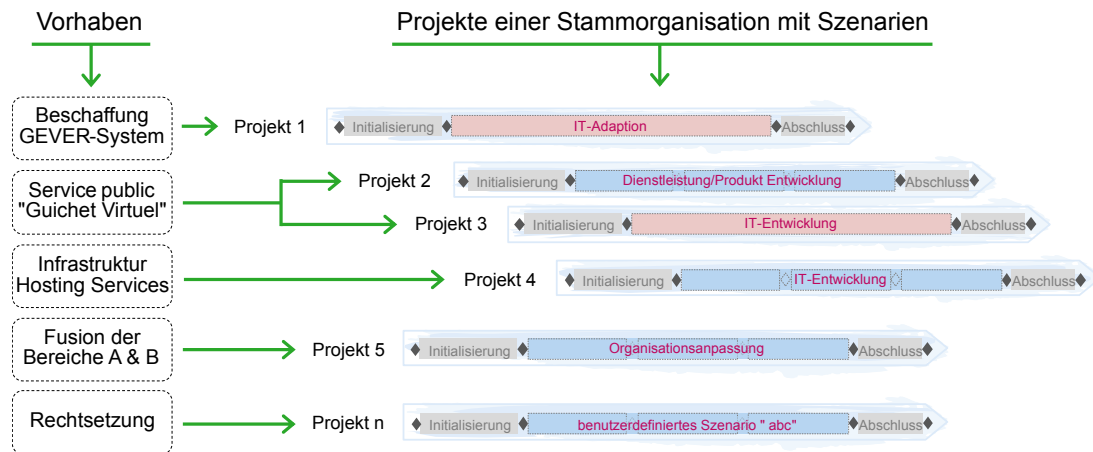 Vorhaben
Projekte einer Stammorganisation mit Szenarien
Beschaffung
GEVER-System
Projekt 1
Initialisierung
IT-Adaption
Abschluss
Service public
"Guichet Virtuel"
Projekt 2
Initialisierung
Dienstleistung/Produkt Entwicklung
Abschluss
Projekt 3
Initialisierung
IT-Entwicklung
Abschluss
Infrastruktur
Hosting Services
Projekt 4
Initialisierung
IT-Entwicklung
Abschluss
Fusion der
Bereiche A & B
Projekt 5
Initialisierung
Organisationsanpassung
Abschluss
Rechtsetzung
Projekt n
Initialisierung
benutzerdefiniertes Szenario " abc"
Abschluss